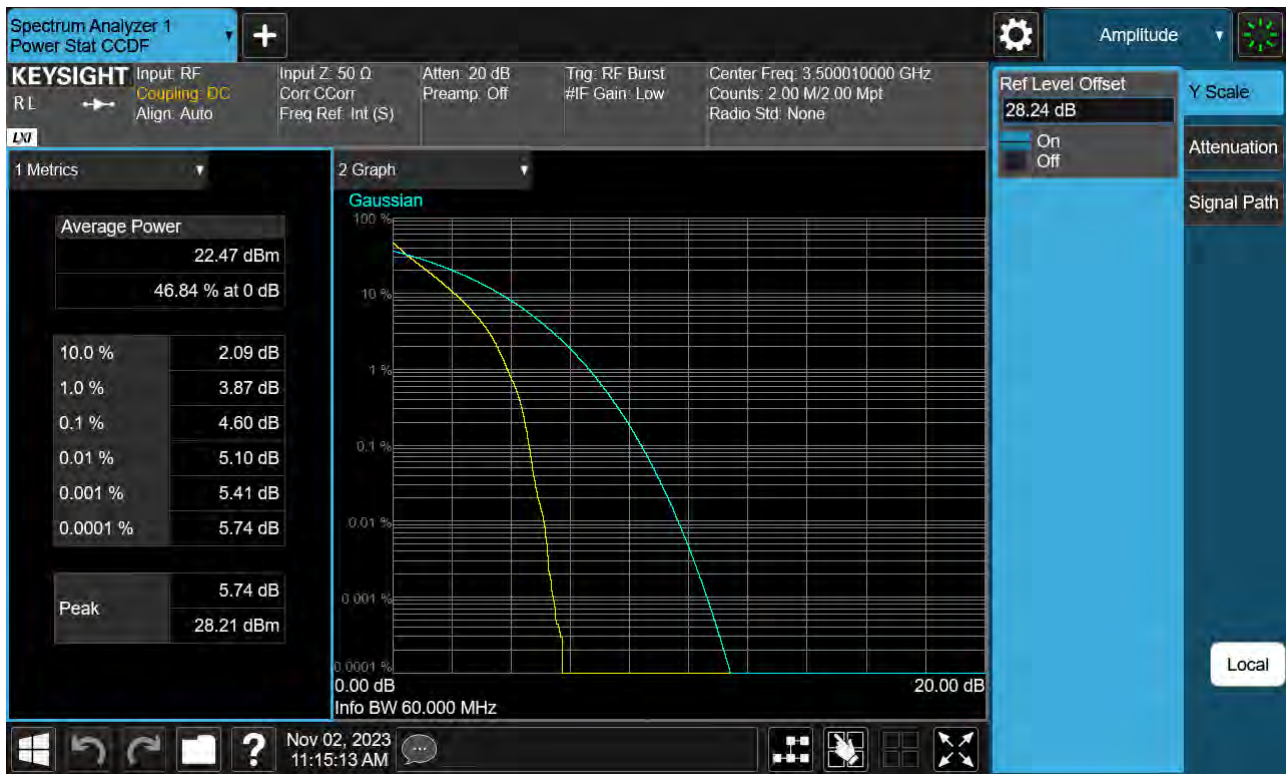 Spectrum Analyzer 1
Power Stat CCDF
Amplitude
KEYSIGHT Input: RF Input Z: 50 Ω Atten: 20 dB Trig: RF Burst Center Freq: 3.500010000 GHz
RL Coupling: DC Corr CCorr Preamp: Off #IF Gain: Low Counts: 2.00 M/2.00 Mpt
Align: Auto Freq Ref: Int (S) Radio Std: None
LXI
Ref Level Offset
28.24 dB
On
Off
Y Scale
Attenuation
Signal Path
1 Metrics
Average Power
22.47 dBm
46.84 % at 0 dB
10.0 % 2.09 dB
1.0 % 3.87 dB
0.1 % 4.60 dB
0.01 % 5.10 dB
0.001 % 5.41 dB
0.0001 % 5.74 dB
Peak 5.74 dB
28.21 dBm
2 Graph
Gaussian
100 %
10 %
1 %
0.1 %
0.01 %
0.001 %
0.0001 %
0.00 dB 20.00 dB
Info BW 60.000 MHz
Local
? Nov 02, 2023
11:15:13 AM